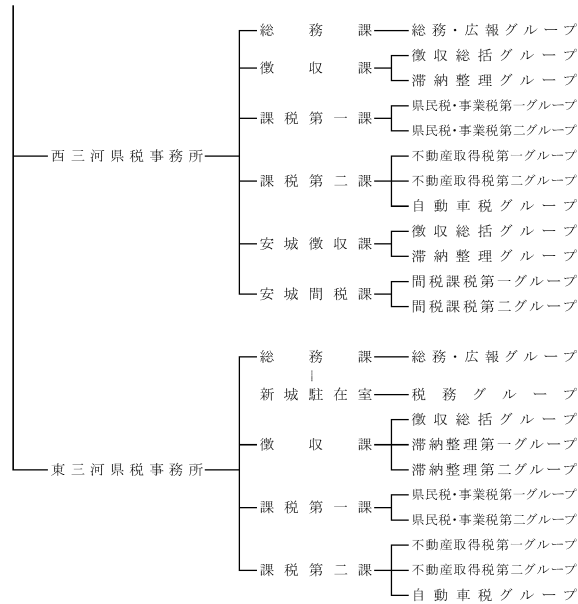 総務課 総務・広報グループ
徴収課 徴収総括グループ
滞納整理グループ
課税第一課 県民税・事業税第一グループ
県民税・事業税第二グループ
西三河県税事務所
課税第二課 不動産取得税第一グループ
不動産取得税第二グループ
自動車税グループ
安城徴収課 徴収総括グループ
滞納整理グループ
安城間税課 間税課税第一グループ
間税課税第二グループ
総務課 総務・広報グループ
新城駐在室 税務グループ
徴収課 徴収総括グループ
滞納整理第一グループ
滞納整理第二グループ
東三河県税事務所
課税第一課 県民税・事業税第一グループ
県民税・事業税第二グループ
課税第二課 不動産取得税第一グループ
不動産取得税第二グループ
自動車税グループ